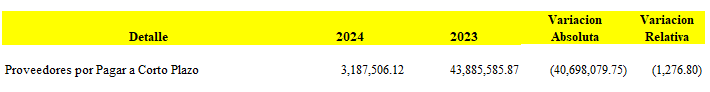 Detalle 2024 2023 Variacion Absoluta Variacion Relativa
Proveedores por Pagar a Corto Plazo 3,187,506.12 43,885,585.87 (40,698,079.75) (1,276.80)